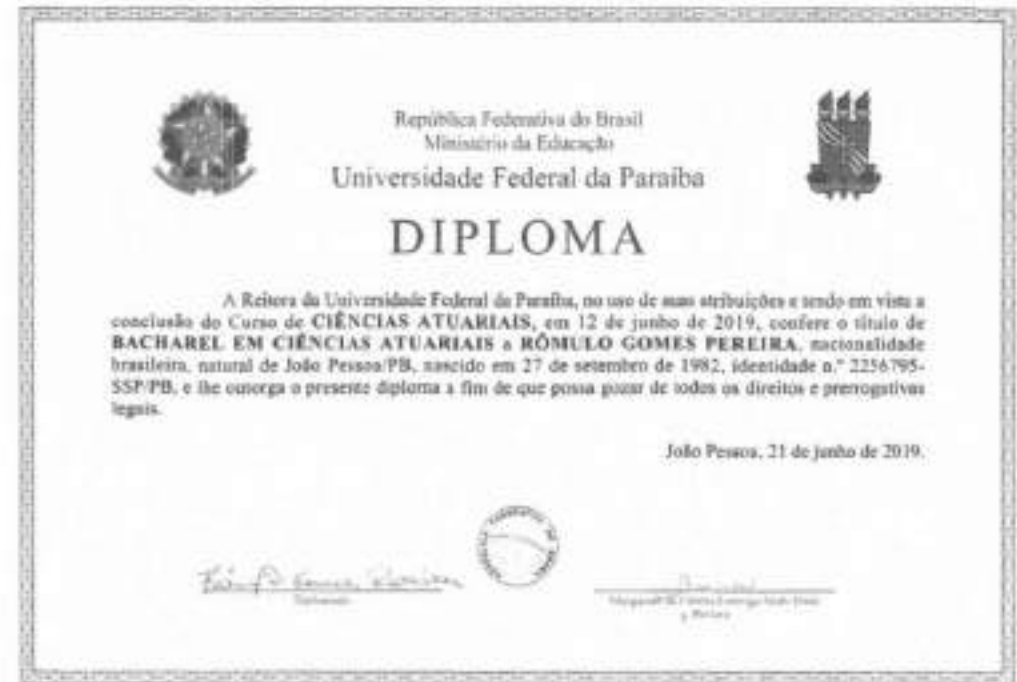 República Federativa do Brasil
Ministério da Educação
Universidade Federal da Paraíba
DIPLOMA
A Reitora da Universidade Federal da Paraíba, no uso de suas atribuições e tendo em vista a
conclusão do Curso de CIÊNCIAS ATUARIAIS, em 12 de junho de 2019, confere o título de
BACHAREL EM CIÊNCIAS ATUARIAIS a RÔMULO GOMES PEREIRA, nacionalidade
brasileira, natural de João Pessoa/PB, nascido em 27 de setembro de 1982, identidade n.º 2256795-
SSP/PB, e lhe outorga o presente diploma a fim de que possa gozar de todos os direitos e prerrogativas
legais.
João Pessoa, 21 de junho de 2019.
Reitora